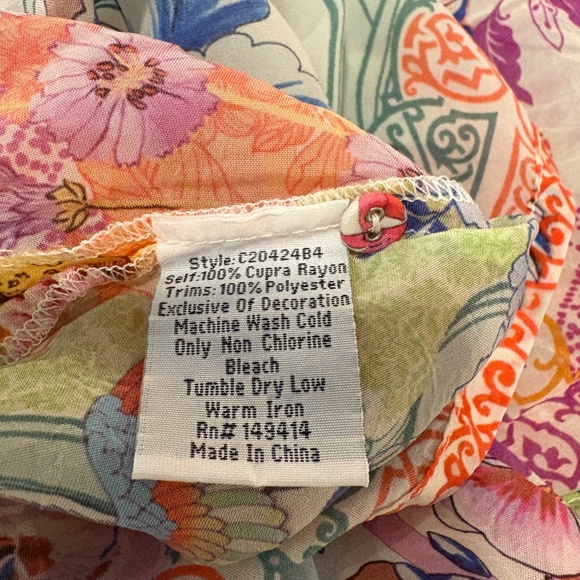 Style:C20424B4
Self:100% Cupra Rayon
Trims: 100% Polyester
Exclusive Of Decoration
Machine Wash Cold
Only Non Chlorine
Bleach
Tumble Dry Low
Warm Iron
Rn# 149414
Made In China